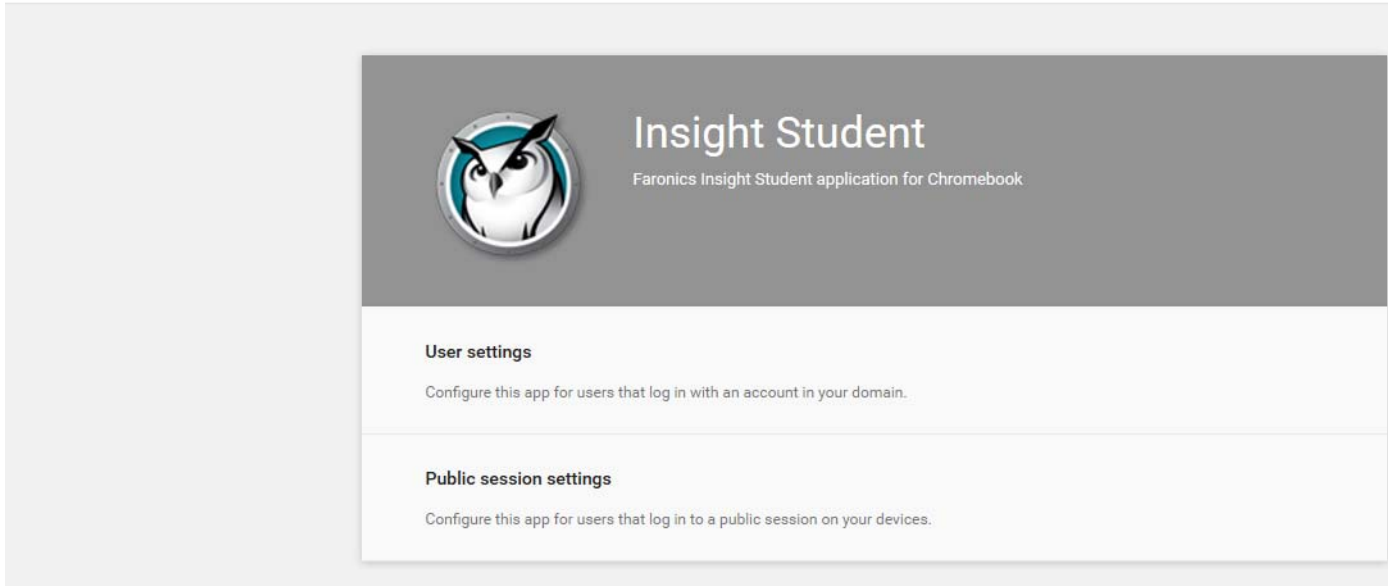 Insight Student
Faronics Insight Student application for Chromebook
User settings
Configure this app for users that log in with an account in your domain.
Public session settings
Configure this app for users that log in to a public session on your devices.